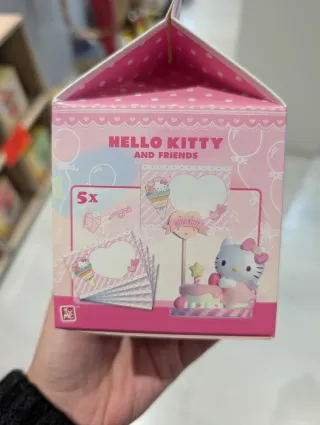 HELLO KITTY
AND FRIENDS
5x